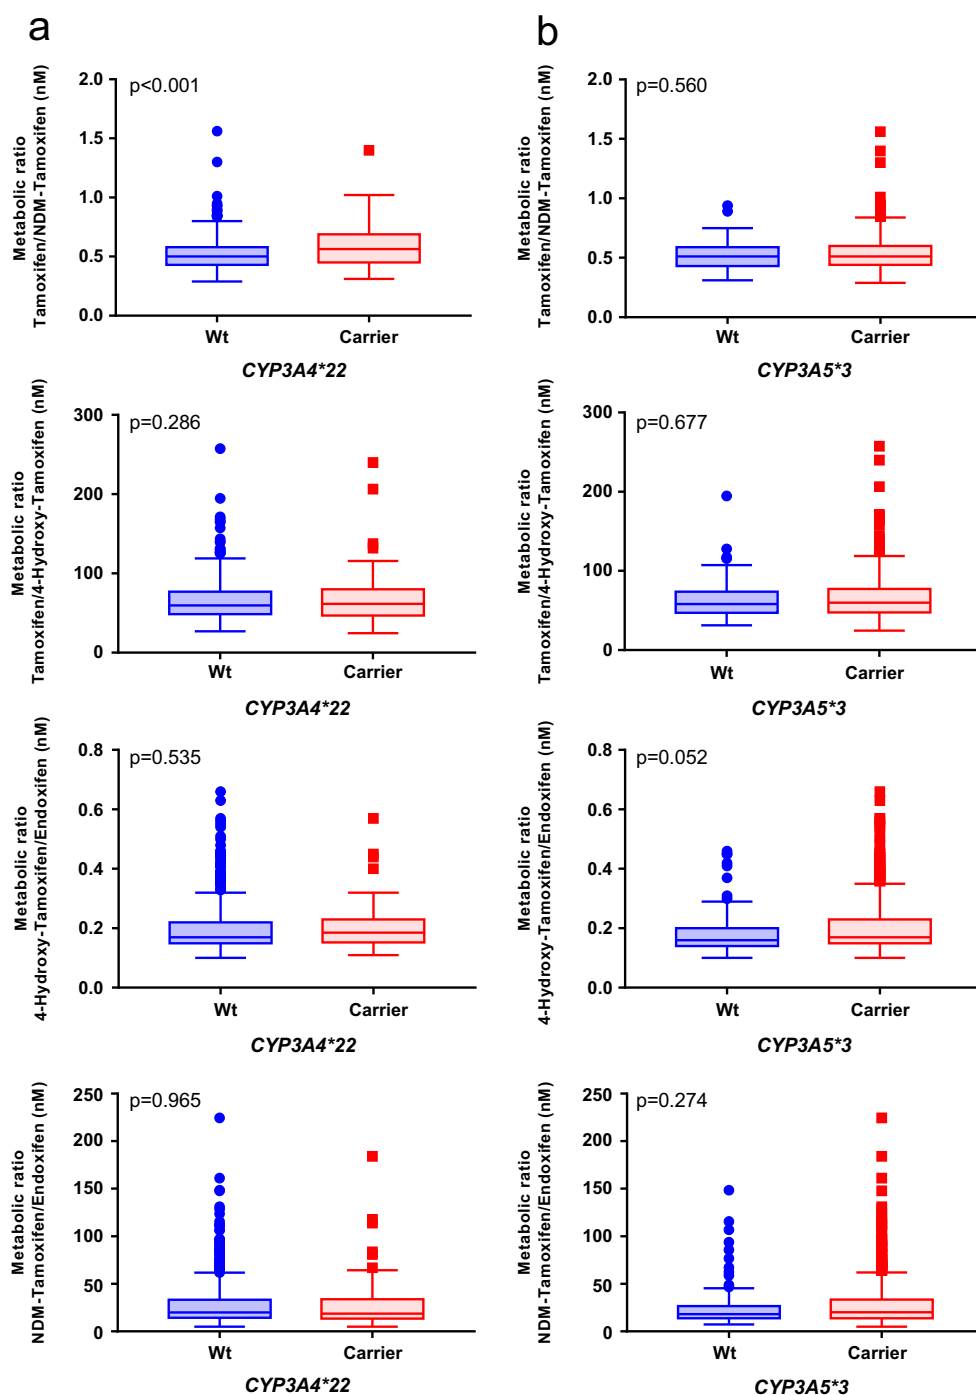 a
Metabolic ratio
Tamoxifen/NDM-Tamoxifen (nM)
p<0.001
2.0
1.5
1.0
0.5
0.0
Wt Carrier
CYP3A4*22
Metabolic ratio
Tamoxifen/4-Hydroxy-Tamoxifen (nM)
p=0.286
300
200
100
0
Wt Carrier
CYP3A4*22
Metabolic ratio
4-Hydroxy-Tamoxifen/Endoxifen (nM)
p=0.535
0.8
0.6
0.4
0.2
0.0
Wt Carrier
CYP3A4*22
Metabolic ratio
NDM-Tamoxifen/Endoxifen (nM)
p=0.965
250
200
150
100
50
0
Wt Carrier
CYP3A4*22
b
Metabolic ratio
Tamoxifen/NDM-Tamoxifen (nM)
p=0.560
2.0
1.5
1.0
0.5
0.0
Wt Carrier
CYP3A5*3
Metabolic ratio
Tamoxifen/4-Hydroxy-Tamoxifen (nM)
p=0.677
300
200
100
0
Wt Carrier
CYP3A5*3
Metabolic ratio
4-Hydroxy-Tamoxifen/Endoxifen (nM)
p=0.052
0.8
0.6
0.4
0.2
0.0
Wt Carrier
CYP3A5*3
Metabolic ratio
NDM-Tamoxifen/Endoxifen (nM)
p=0.274
250
200
150
100
50
0
Wt Carrier
CYP3A5*3